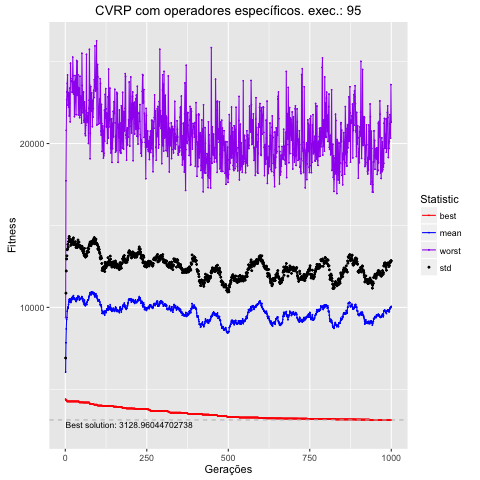 CVRP com operadores específicos. exec.: 95
Fitness
20000
10000
Best solution: 3128.96044702738
0
250
500
750
1000
Gerações
Statistic
best
mean
worst
std